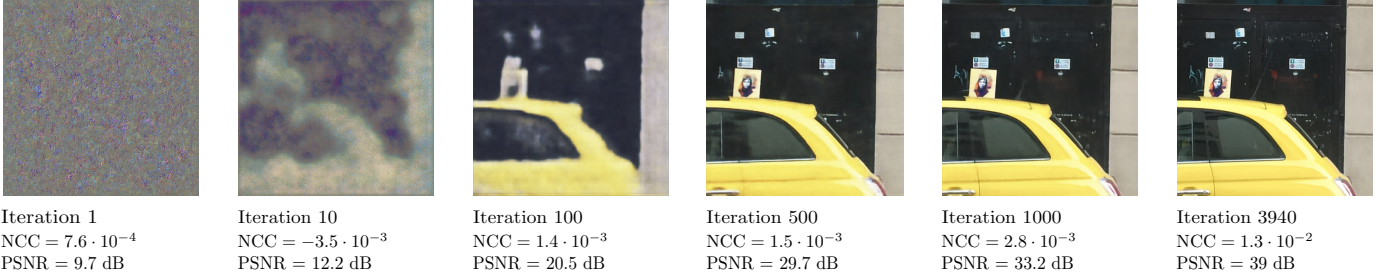 Iteration 1
NCC = 7.6 · 10⁻⁴
PSNR = 9.7 dB
Iteration 10
NCC = −3.5 · 10⁻³
PSNR = 12.2 dB
Iteration 100
NCC = 1.4 · 10⁻³
PSNR = 20.5 dB
Iteration 500
NCC = 1.5 · 10⁻³
PSNR = 29.7 dB
Iteration 1000
NCC = 2.8 · 10⁻³
PSNR = 33.2 dB
Iteration 3940
NCC = 1.3 · 10⁻²
PSNR = 39 dB